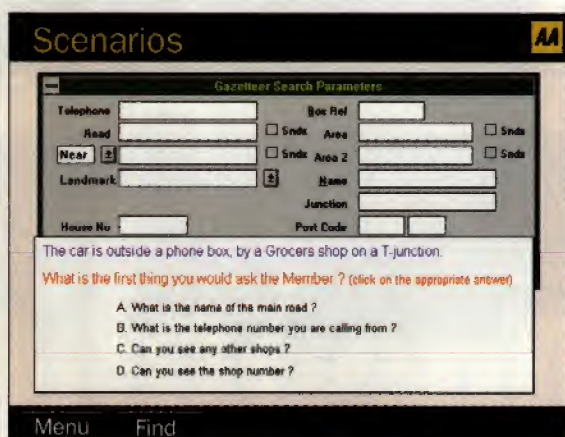 Scenarios
AA
Gazetteer Search Parameters
Telephone Box Ref
Road Sndx Area Sndx
Near Sndx Area 2 Sndx
Landmark Name
Junction
House No Post Code
The car is outside a phone box, by a Grocers shop on a T-junction.
What is the first thing you would ask the Member ? (click on the appropriate answer)
A. What is the name of the main road ?
B. What is the telephone number you are calling from ?
C. Can you see any other shops ?
D. Can you see the shop number ?
Menu Find